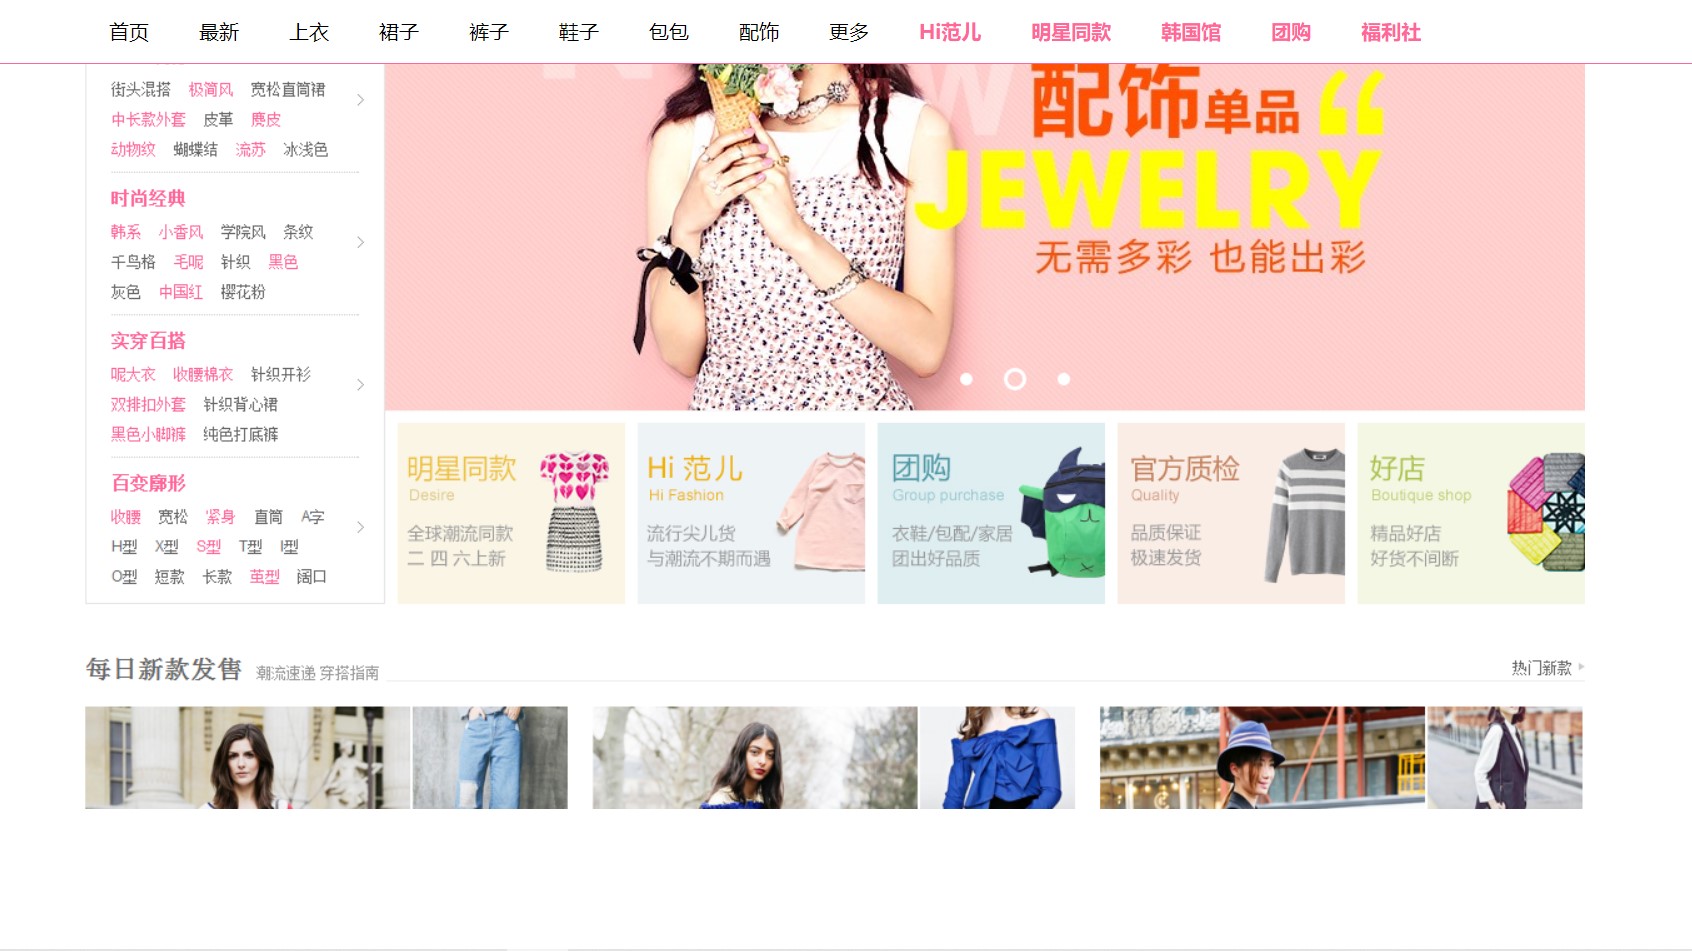 首页 最新 上衣 裙子 裤子 鞋子 包包 配饰 更多 Hi范儿 明星同款 韩国馆 团购 福利社
街头混搭 极简风 宽松直筒裙
中长款外套 皮革 麂皮
动物纹 蝴蝶结 流苏 冰浅色
时尚经典
韩系 小香风 学院风 条纹
千鸟格 毛呢 针织 黑色
灰色 中国红 樱花粉
实穿百搭
呢大衣 收腰棉衣 针织开衫
双排扣外套 针织背心裙
黑色小脚裤 纯色打底裤
百变廓形
收腰 宽松 紧身 直筒 A字
H型 X型 S型 T型 I型
O型 短款 长款 茧型 阔口
W
配饰单品“
JEWELRY
无需多彩 也能出彩
明星同款
Desire
全球潮流同款
二 四 六上新
Hi 范儿
Hi Fashion
流行尖儿货
与潮流不期而遇
团购
Group purchase
衣鞋/包配/家居
团出好品质
官方质检
Quality
品质保证
极速发货
好店
Boutique shop
精品好店
好货不间断
每日新款发售 潮流速递 穿搭指南
热门新款